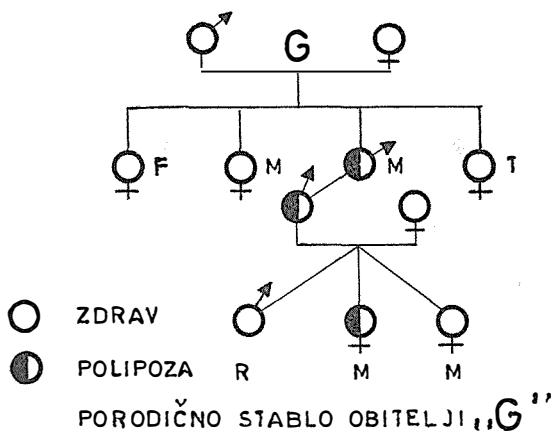 G
F M M T
ZDRAV
POLIPOZA R M M
PORODIČNO STABLO OBITELJI „G”